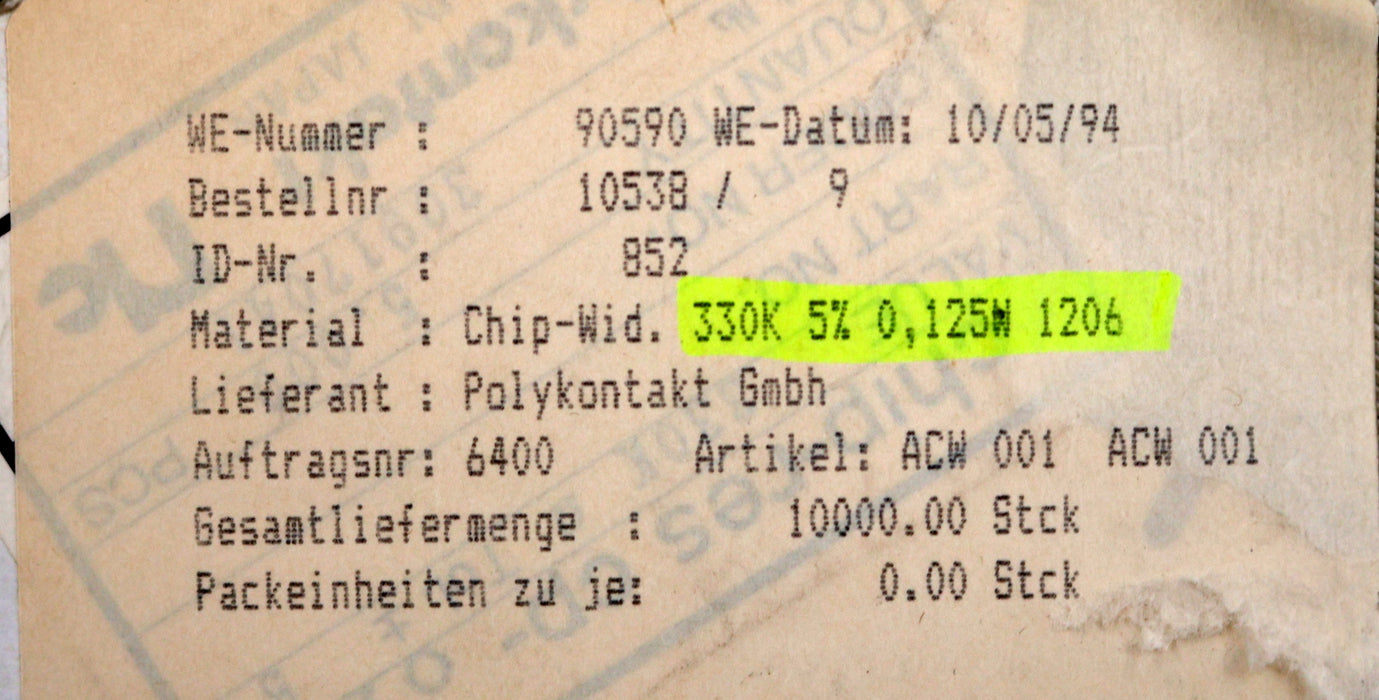 WE-Nummer : 90590 WE-Datum: 10/05/94
Bestellnr : 10538 / 9
ID-Nr. : 852
Material : Chip-Wid. 330K 5% 0,125W 1206
Lieferant : Polykontakt Gmbh
Auftragsnr: 6400 Artikel: ACW 001 ACW 001
Gesamtliefermenge : 10000.00 Stck
Packeinheiten zu je: 0.00 Stck